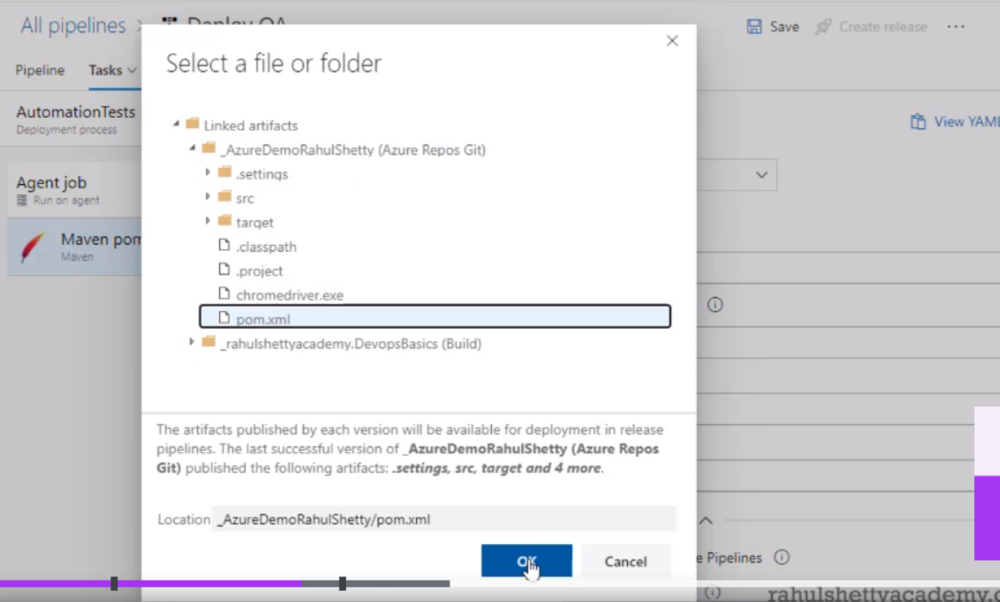 All pipelines > Deploy QA
Save Create release ...
Pipeline Tasks
AutomationTests
Deployment process
View YAML
Agent job
Run on agent
Maven pom
Maven
Select a file or folder
Linked artifacts
_AzureDemoRahulShetty (Azure Repos Git)
.settings
src
target
.classpath
.project
chromedriver.exe
pom.xml
_rahulshettyacademy.DevopsBasics (Build)
The artifacts published by each version will be available for deployment in release
pipelines. The last successful version of _AzureDemoRahulShetty (Azure Repos
Git) published the following artifacts: .settings, src, target and 4 more.
Location _AzureDemoRahulShetty/pom.xml
OK Cancel
e Pipelines
rahulshettyacademy.c